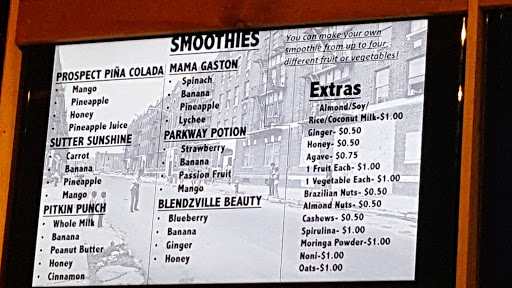 SMOOTHIES
You can make your own
smoothie from up to four
different fruit or vegetables!
PROSPECT PIÑA COLADA
• Mango
• Pineapple
• Honey
• Pineapple Juice
SUTTER SUNSHINE
• Carrot
• Banana
• Pineapple
• Mango
PITKIN PUNCH
• Whole Milk
• Banana
• Peanut Butter
• Honey
• Cinnamon
MAMA GASTON
• Spinach
• Banana
• Pineapple
• Lychee
PARKWAY POTION
• Strawberry
• Banana
• Passion Fruit
• Mango
BLENDZVILLE BEAUTY
• Blueberry
• Banana
• Ginger
• Honey
Extras
Almond/Soy/
Rice/Coconut Milk-$1.00
Ginger- $0.50
Honey- $0.50
Agave- $0.75
1 Fruit Each- $1.00
1 Vegetable Each- $1.00
Brazilian Nuts- $0.50
Almond Nuts- $0.50
Cashews- $0.50
Spirulina- $1.00
Moringa Powder-$1.00
Noni-$1.00
Oats-$1.00